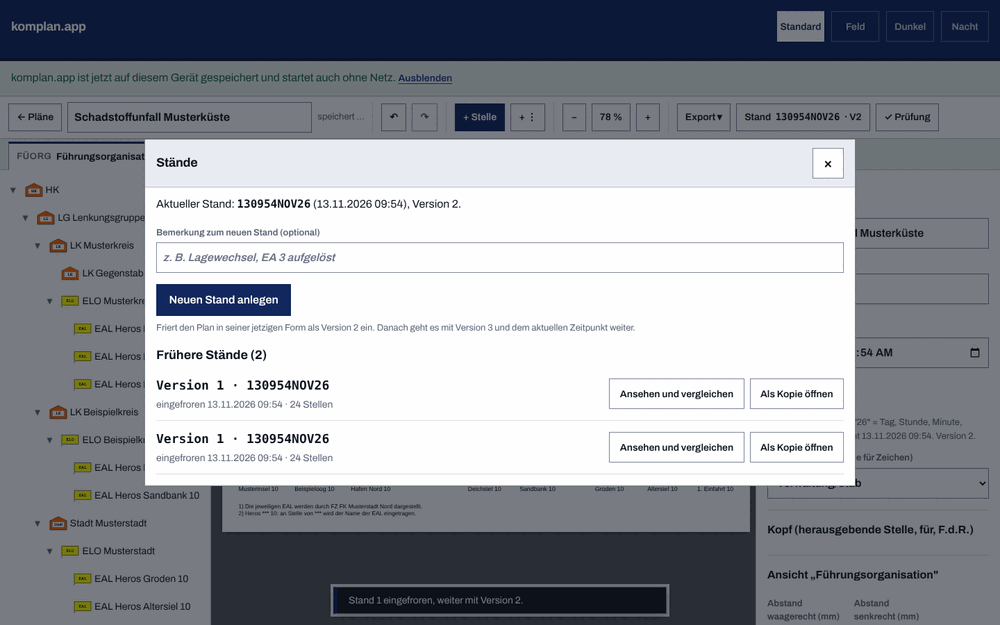 komplan.app
Standard Feld Dunkel Nacht
komplan.app ist jetzt auf diesem Gerät gespeichert und startet auch ohne Netz. Ausblenden
← Pläne Schadstoffunfall Musterküste speichert … ↶ ↷ + Stelle + ⋮ − 78 % + Export▾ Stand 130954NOV26 · V2 ✓ Prüfung
FÜORG Führungsorganisat
Stände ×
Aktueller Stand: 130954NOV26 (13.11.2026 09:54), Version 2.
Bemerkung zum neuen Stand (optional)
z. B. Lagewechsel, EA 3 aufgelöst
Neuen Stand anlegen
Friert den Plan in seiner jetzigen Form als Version 2 ein. Danach geht es mit Version 3 und dem aktuellen Zeitpunkt weiter.
Frühere Stände (2)
Version 1 · 130954NOV26
eingefroren 13.11.2026 09:54 · 24 Stellen
Ansehen und vergleichen Als Kopie öffnen
Version 1 · 130954NOV26
eingefroren 13.11.2026 09:54 · 24 Stellen
Ansehen und vergleichen Als Kopie öffnen
▼ HK
▼ LG Lenkungsgruppe
▼ LK Musterkreis
LK Gegenstab
▼ ELO Musterkre
EAL Heros
EAL Heros
EAL Heros
▼ LK Beispielkreis
▼ ELO Beispielk
EAL Heros
EAL Heros Sandbank 10
▼ Stadt Musterstadt
▼ ELO Musterstadt
EAL Heros Groden 10
EAL Heros Altersiel 10
Musterinsel 10 Beispieloog 10 Hafen Nord 10 Deichsiel 10 Sandbank 10 Groden 10 Altersiel 10 1. Einfahrt 10
1) Die jeweiligen EAL werden durch FZ FK Musterstadt Nord dargestellt.
2) Heros *** 10: an Stelle von *** wird der Name der EAL eingetragen.
Stand 1 eingefroren, weiter mit Version 2.
Musterküste
:54 AM
26" = Tag, Stunde, Minute,
13.11.2026 09:54. Version 2.
e für Zeichen)
Kopf (herausgebende Stelle, für, F.d.R.)
Ansicht „Führungsorganisation"
Abstand waagerecht (mm)
Abstand senkrecht (mm)